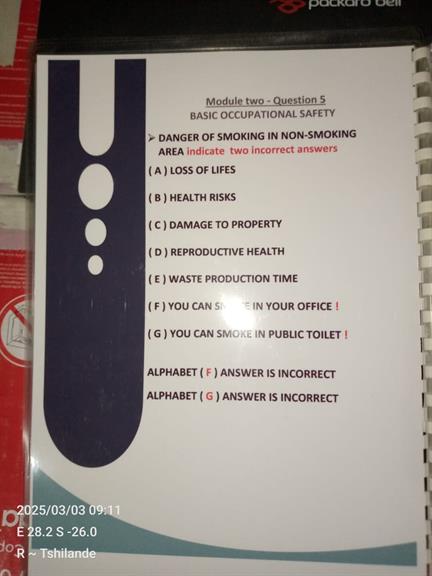 packard bell
Module two - Question 5
BASIC OCCUPATIONAL SAFETY
➢ DANGER OF SMOKING IN NON-SMOKING
AREA indicate two incorrect answers
( A ) LOSS OF LIFES
( B ) HEALTH RISKS
( C ) DAMAGE TO PROPERTY
( D ) REPRODUCTIVE HEALTH
( E ) WASTE PRODUCTION TIME
( F ) YOU CAN SMOKE IN YOUR OFFICE !
( G ) YOU CAN SMOKE IN PUBLIC TOILET !
ALPHABET ( F ) ANSWER IS INCORRECT
ALPHABET ( G ) ANSWER IS INCORRECT
2025/03/03 09:11
E 28.2 S -26.0
R ~ Tshilande